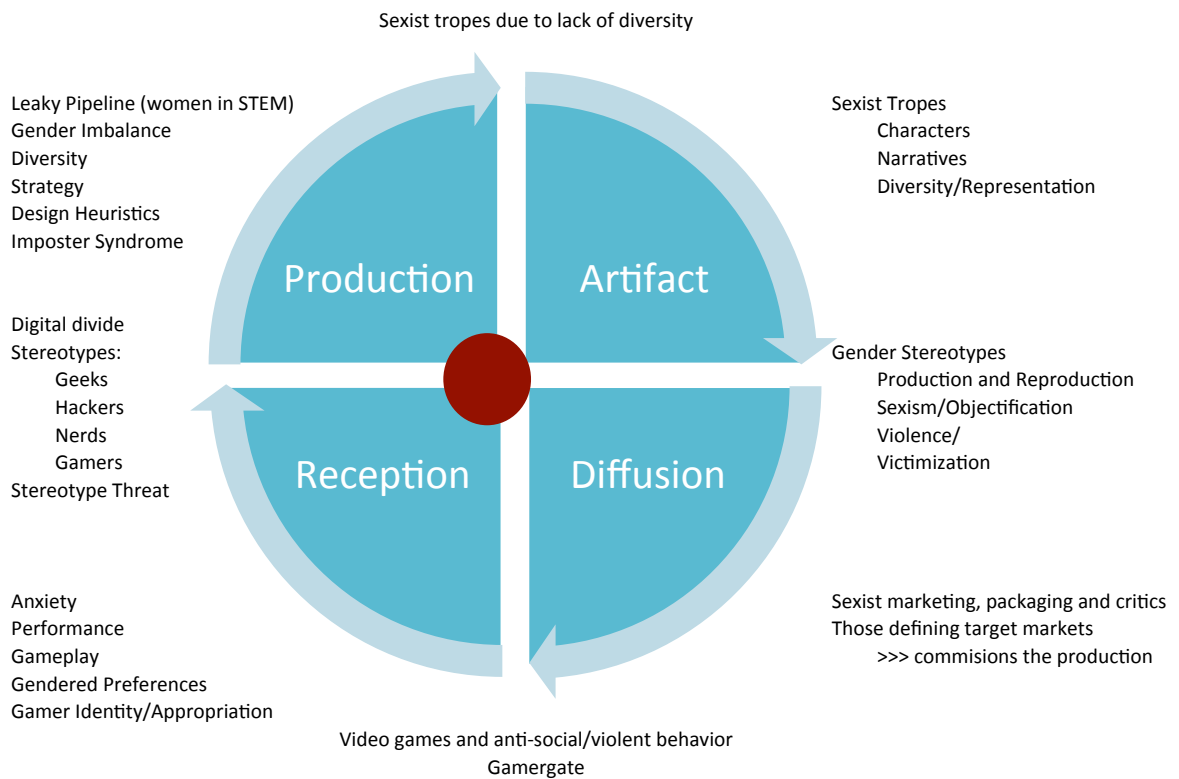 Sexist tropes due to lack of diversity
Leaky Pipeline (women in STEM)
Gender Imbalance
Diversity
Strategy
Design Heuristics
Imposter Syndrome
Sexist Tropes
Characters
Narratives
Diversity/Representation
Production
Artifact
Digital divide
Stereotypes:
Geeks
Hackers
Nerds
Gamers
Stereotype Threat
Gender Stereotypes
Production and Reproduction
Sexism/Objectification
Violence/
Victimization
Reception
Diffusion
Anxiety
Performance
Gameplay
Gendered Preferences
Gamer Identity/Appropriation
Sexist marketing, packaging and critics
Those defining target markets
>>> commisions the production
Video games and anti-social/violent behavior
Gamergate